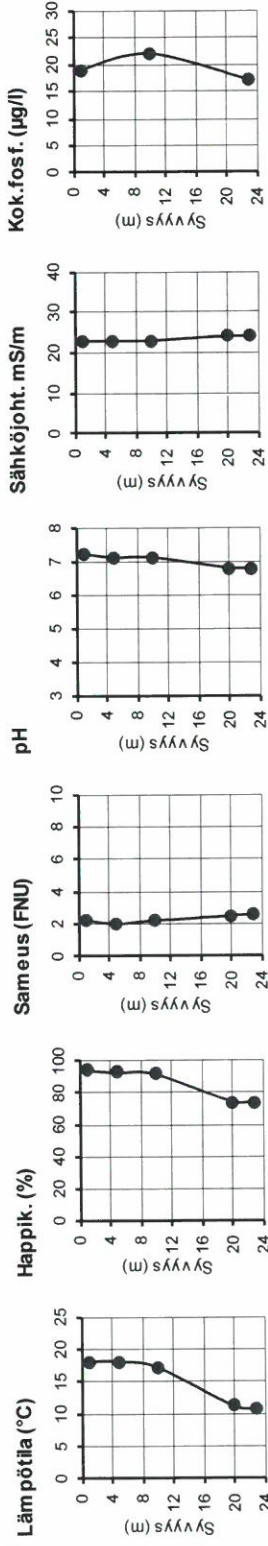 Lämpötila (°C)
0 5 10 15 20 25
0
4
8
12
16
20
24
Syvyys (m)
Happik. (%)
0 20 40 60 80 100
0
4
8
12
16
20
24
Syvyys (m)
Sameus (FNU)
0 2 4 6 8 10
0
4
8
12
16
20
24
Syvyys (m)
pH
3 4 5 6 7 8
0
4
8
12
16
20
24
Syvyys (m)
Sähköjoht. mS/m
0 10 20 30 40
0
4
8
12
16
20
24
Syvyys (m)
Kok.fosf. (µg/l)
0 5 10 15 20 25 30
0
4
8
12
16
20
24
Syvyys (m)